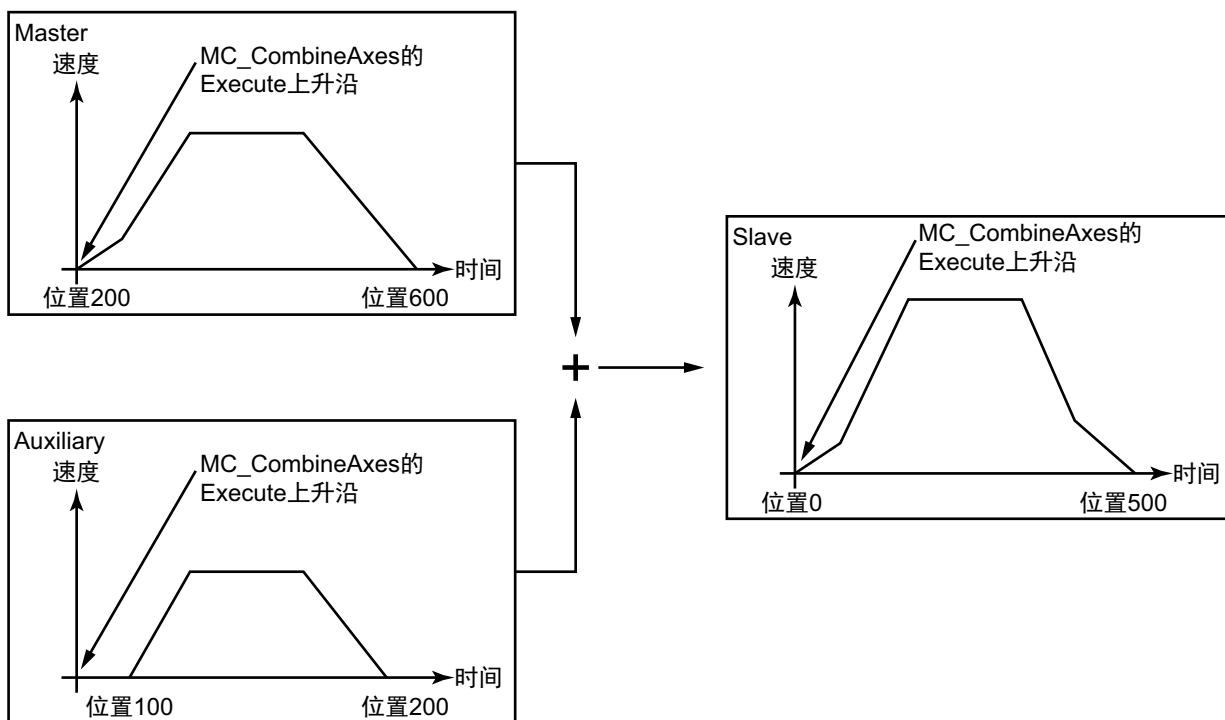 Master
速度
MC_CombineAxes的
Execute上升沿
时间
位置200
位置600
+
Auxiliary
速度
MC_CombineAxes的
Execute上升沿
时间
位置100
位置200
Slave
速度
MC_CombineAxes的
Execute上升沿
时间
位置0
位置500